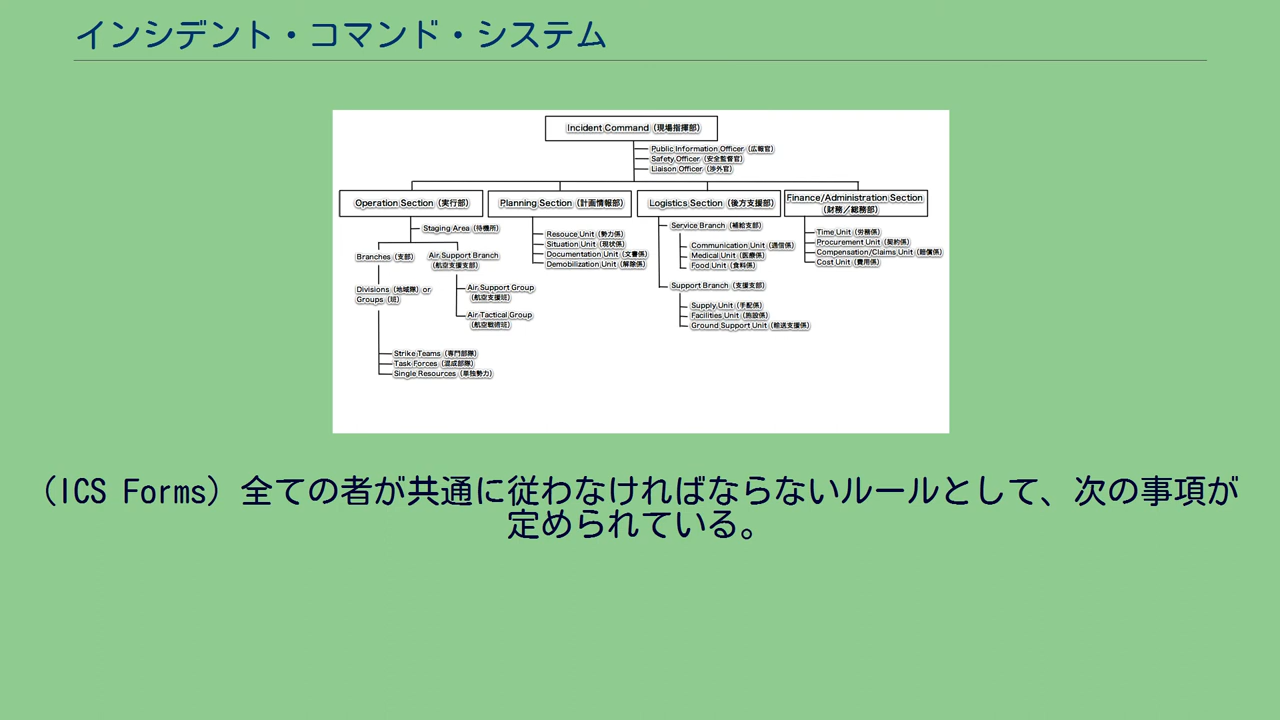 インシデント・コマンド・システム
Incident Command（現場指揮部）
Public Information Officer（広報官）
Safety Officer（安全監督官）
Liaison Officer（渉外官）
Operation Section（実行部）
Planning Section（計画情報部）
Logistics Section（後方支援部）
Finance/Administration Section
（財務／総務部）
Staging Area（待機所）
Branches（支部）
Air Support Branch
（航空支援支部）
Divisions（地域隊）or
Groups（班）
Air Support Group
（航空支援班）
Air Tactical Group
（航空戦術班）
Strike Teams（専門部隊）
Task Forces（混成部隊）
Single Resources（単独勢力）
Resouce Unit（勢力係）
Situation Unit（現状係）
Documentation Unit（文書係）
Demobilization Unit（解除係）
Service Branch（補給支部）
Communication Unit（通信係）
Medical Unit（医療係）
Food Unit（食料係）
Support Branch（支援支部）
Supply Unit（手配係）
Facilities Unit（施設係）
Ground Support Unit（輸送支援係）
Time Unit（労務係）
Procurement Unit（契約係）
Compensation/Claims Unit（賠償係）
Cost Unit（費用係）
（ICS Forms）全ての者が共通に従わなければならないルールとして、次の事項が
定められている。